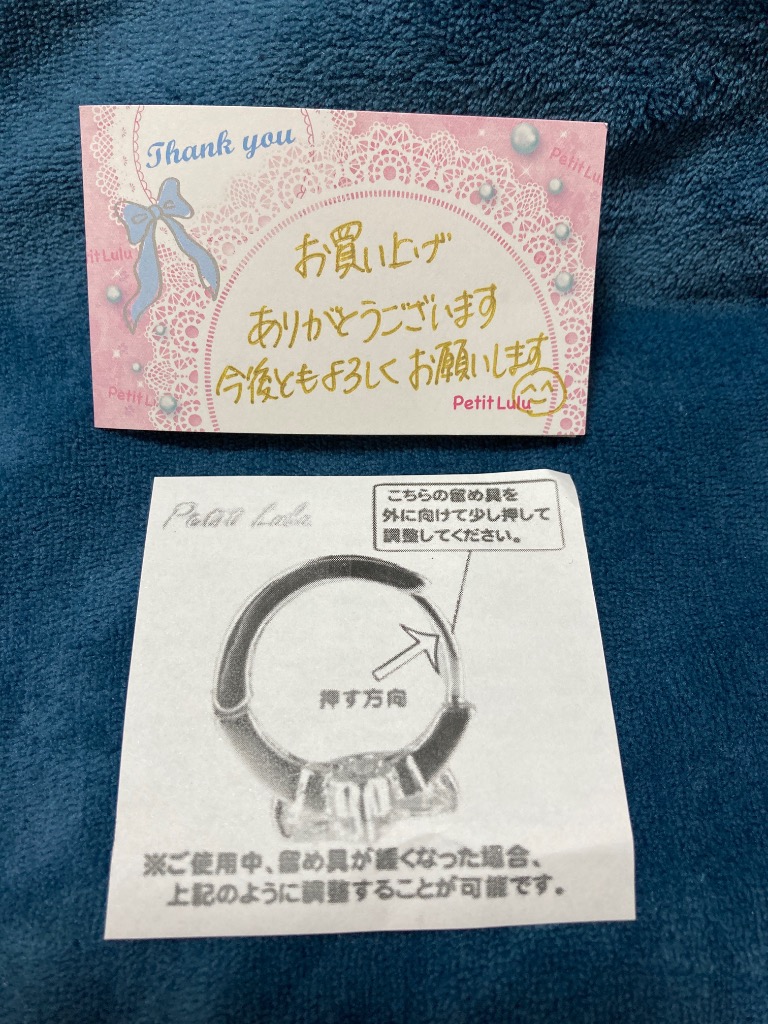 Thank you
Petit Lulu
お買い上げ
it Lulu
ありがとうございます
今後ともよろしくお願いします
Petit L
Petit Lulu
Petit Lulu
こちらの留め具を
外に向けて少し押して
調整してください。
押す方向
※ご使用中、留め具が緩くなった場合、
上記のように調整することが可能です。